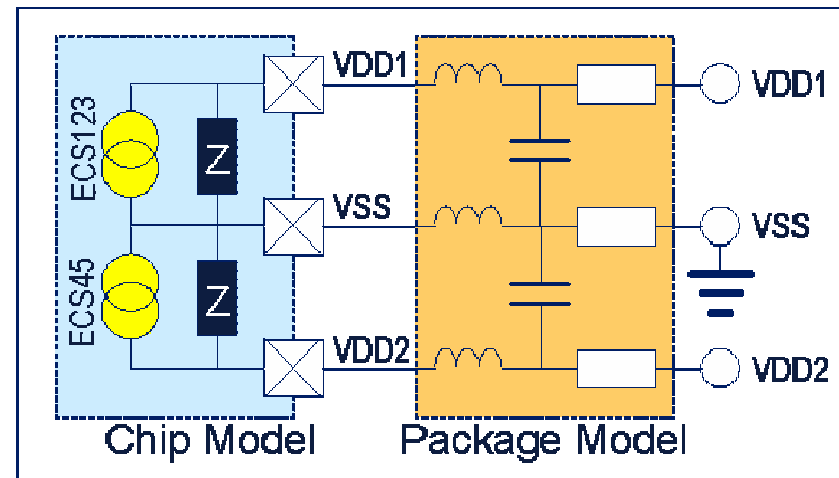 VDD1
VDD1
ECS123
Z
VSS
VSS
ECS45
Z
VDD2
VDD2
Chip Model
Package Model